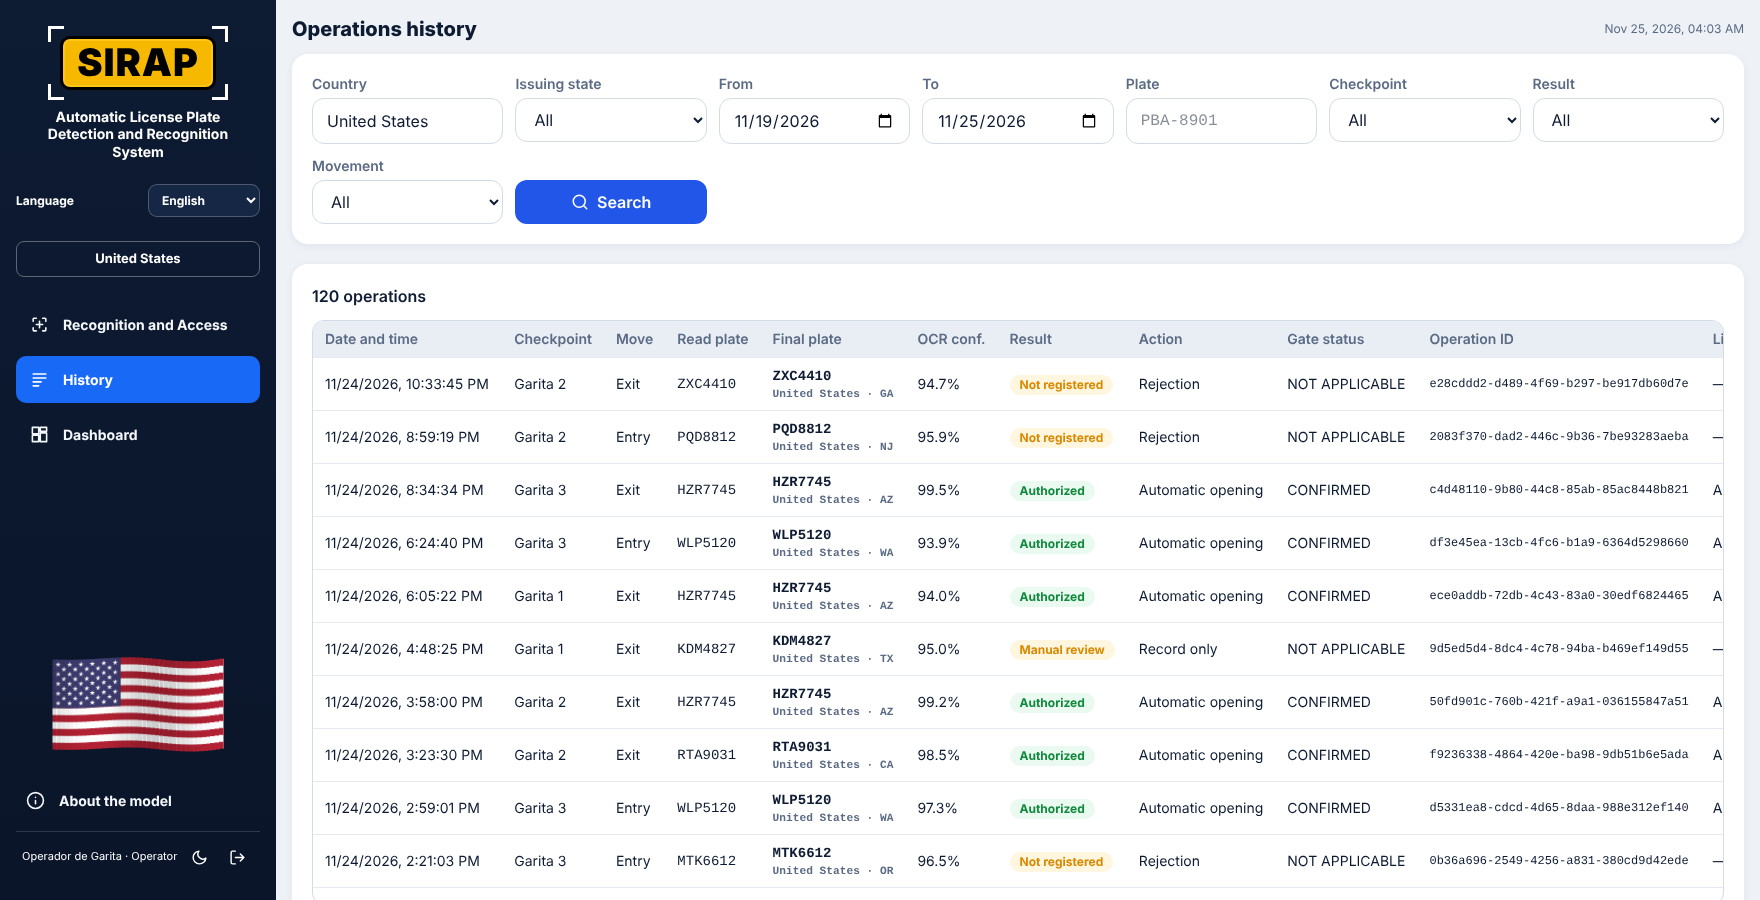 SIRAP
Automatic License Plate
Detection and Recognition
System
Language
English
United States
Recognition and Access
History
Dashboard
About the model
Operador de Garita · Operator
Operations history
Nov 25, 2026, 04:03 AM
Country
Issuing state
From
To
Plate
Checkpoint
Result
United States
All
11/19/2026
11/25/2026
PBA-8901
All
All
Movement
All
Search
120 operations
Date and time Checkpoint Move Read plate Final plate OCR conf. Result Action Gate status Operation ID Li
11/24/2026, 10:33:45 PM Garita 2 Exit ZXC4410 ZXC4410 94.7% Not registered Rejection NOT APPLICABLE e28cddd2-d489-4f69-b297-be917db60d7e —
United States · GA
11/24/2026, 8:59:19 PM Garita 2 Entry PQD8812 PQD8812 95.9% Not registered Rejection NOT APPLICABLE 2083f370-dad2-446c-9b36-7be93283aeba —
United States · NJ
11/24/2026, 8:34:34 PM Garita 3 Exit HZR7745 HZR7745 99.5% Authorized Automatic opening CONFIRMED c4d48110-9b80-44c8-85ab-85ac8448b821 A
United States · AZ
11/24/2026, 6:24:40 PM Garita 3 Entry WLP5120 WLP5120 93.9% Authorized Automatic opening CONFIRMED df3e45ea-13cb-4fc6-b1a9-6364d5298660 A
United States · WA
11/24/2026, 6:05:22 PM Garita 1 Exit HZR7745 HZR7745 94.0% Authorized Automatic opening CONFIRMED ece0addb-72db-4c43-83a0-30edf6824465 A
United States · AZ
11/24/2026, 4:48:25 PM Garita 1 Exit KDM4827 KDM4827 95.0% Manual review Record only NOT APPLICABLE 9d5ed5d4-8dc4-4c78-94ba-b469ef149d55 —
United States · TX
11/24/2026, 3:58:00 PM Garita 2 Exit HZR7745 HZR7745 99.2% Authorized Automatic opening CONFIRMED 50fd901c-760b-421f-a9a1-036155847a51 A
United States · AZ
11/24/2026, 3:23:30 PM Garita 2 Exit RTA9031 RTA9031 98.5% Authorized Automatic opening CONFIRMED f9236338-4864-420e-ba98-9db51b6e5ada A
United States · CA
11/24/2026, 2:59:01 PM Garita 3 Entry WLP5120 WLP5120 97.3% Authorized Automatic opening CONFIRMED d5331ea8-cdcd-4d65-8daa-988e312ef140 A
United States · WA
11/24/2026, 2:21:03 PM Garita 3 Entry MTK6612 MTK6612 96.5% Not registered Rejection NOT APPLICABLE 0b36a696-2549-4256-a831-380cd9d42ede —
United States · OR